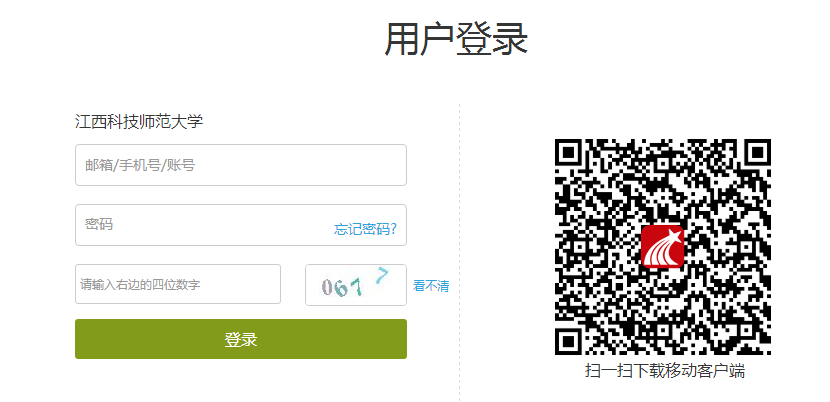 用户登录
江西科技师范大学
邮箱/手机号/账号
密码
忘记密码?
请输入右边的四位数字
0677
看不清
登录
扫一扫下载移动客户端